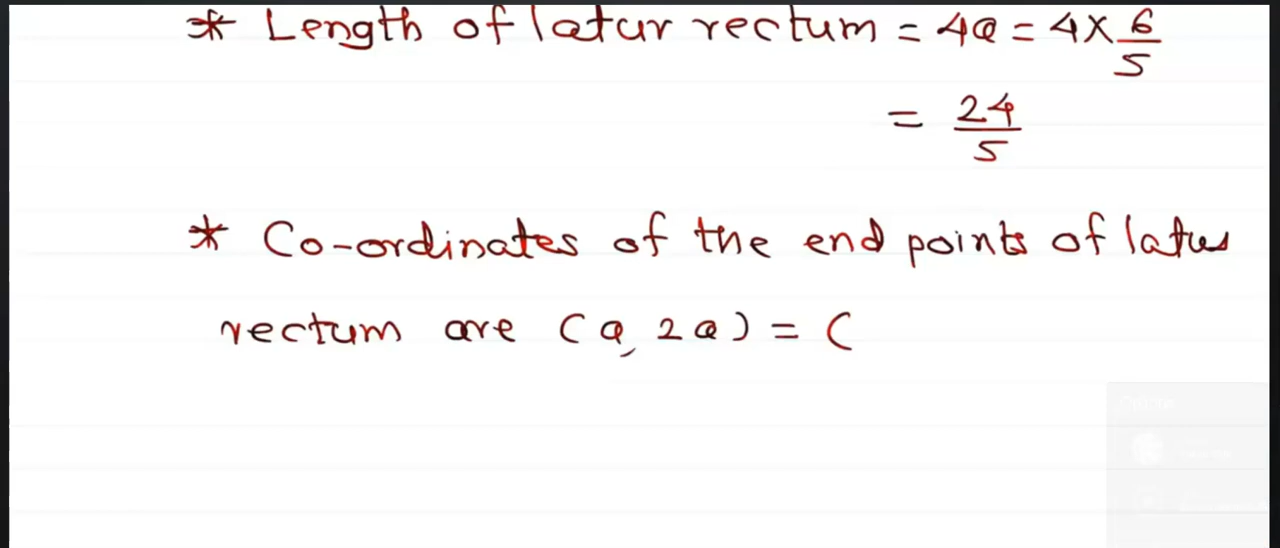 * Length of latur rectum = 4a = 4 × 6/5
= 24/5
* Co-ordinates of the end points of latus
rectum are (a, 2a) = (